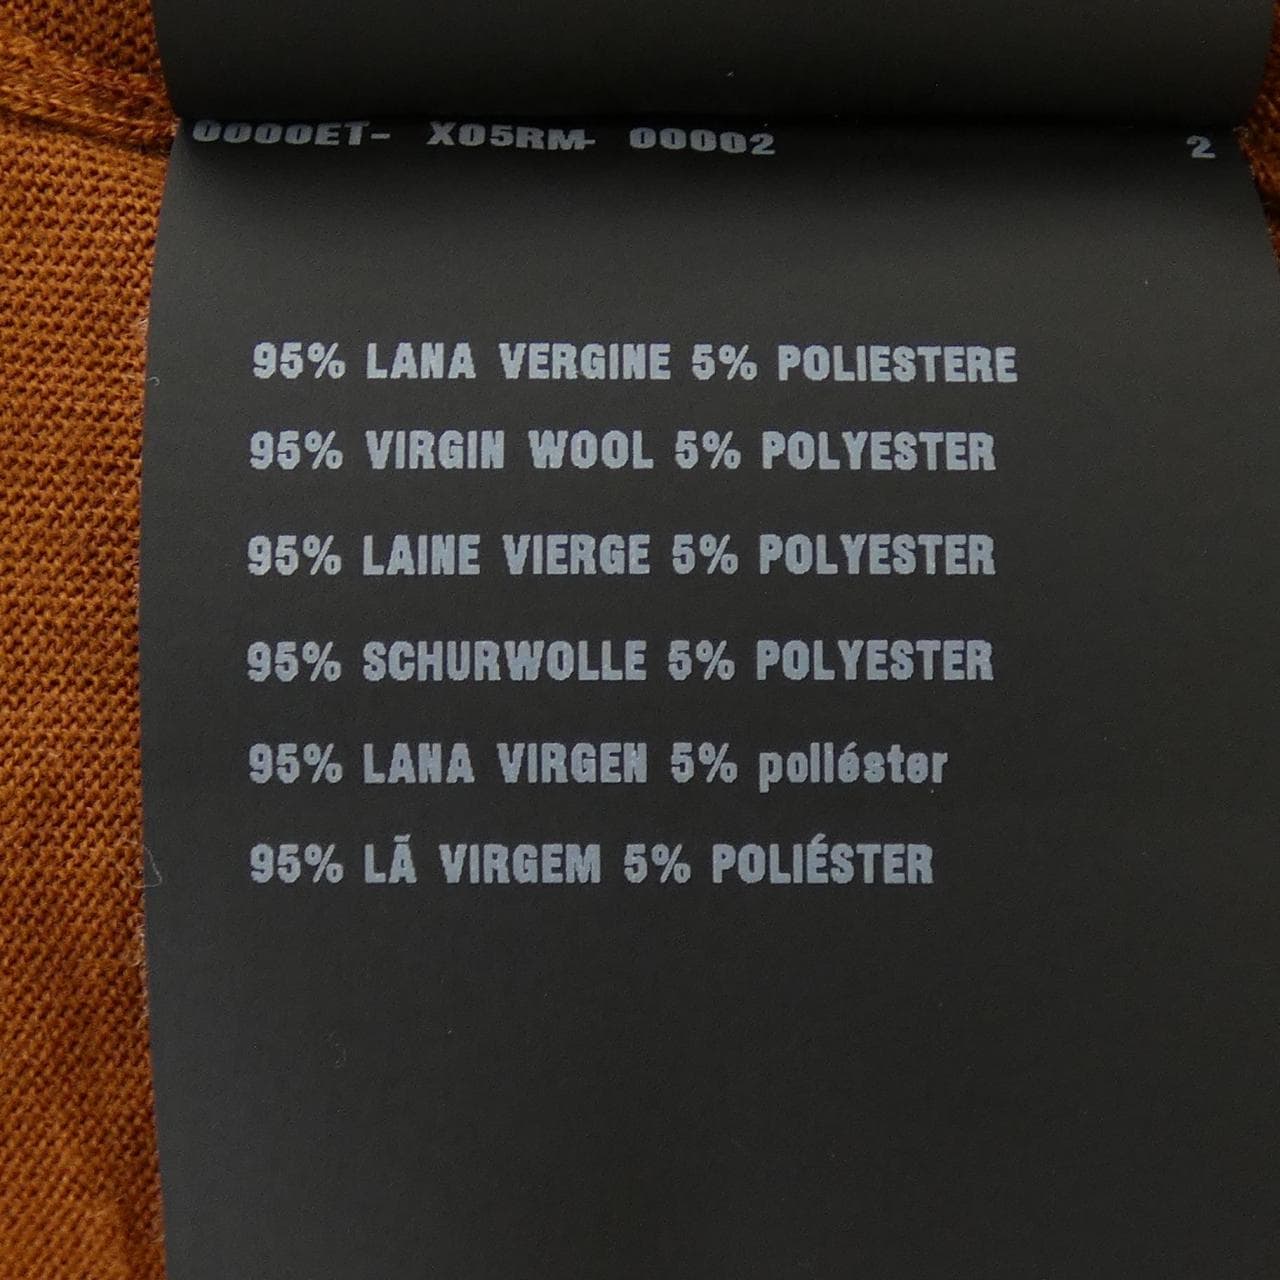 0000ET- X05RM- 00002 2
95% LANA VERGINE 5% POLIESTERE
95% VIRGIN WOOL 5% POLYESTER
95% LAINE VIERGE 5% POLYESTER
95% SCHURWOLLE 5% POLYESTER
95% LANA VIRGEN 5% poliéster
95% LÃ VIRGEM 5% POLIÉSTER